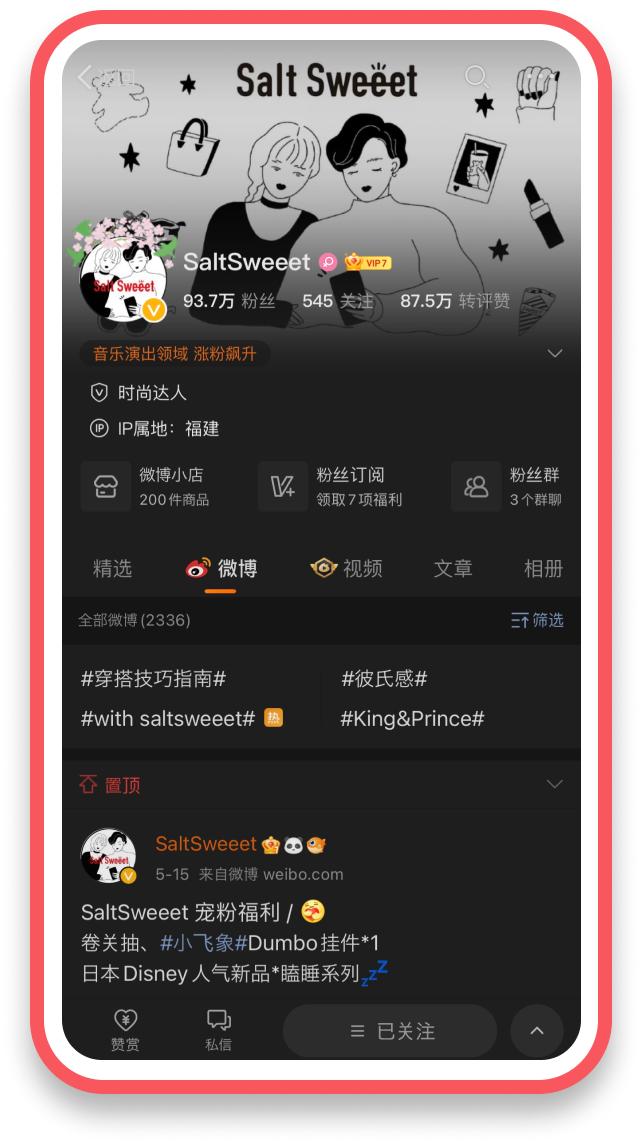 Salt Sweeet
Salt Sweeet
SaltSweeet VIP 7
93.7万 粉丝 545 关注 87.5万 转评赞
音乐演出领域 涨粉飙升
时尚达人
IP IP属地：福建
微博小店 粉丝订阅 粉丝群
200件商品 领取7项福利 3个群聊
精选 微博 视频 文章 相册
全部微博(2336) 筛选
#穿搭技巧指南# #彼氏感#
#with saltsweeet# 热 #King&Prince#
置顶
SaltSweeet
Salt Sweeet
5-15 来自微博 weibo.com
SaltSweeet 宠粉福利 /
卷关抽、#小飞象#Dumbo挂件*1
日本Disney人气新品*瞌睡系列zzZ
赞赏 私信 已关注